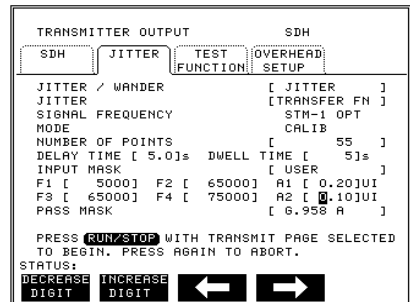 TRANSMITTER OUTPUT SDH
SDH JITTER TEST FUNCTION OVERHEAD SETUP
JITTER / WANDER [ JITTER ]
JITTER [TRANSFER FN ]
SIGNAL FREQUENCY STM-1 OPT
MODE CALIB
NUMBER OF POINTS [ 55 ]
DELAY TIME [ 5.0]s DWELL TIME [ 5]s
INPUT MASK [ USER ]
F1 [ 5000] F2 [ 65000] A1 [ 0.20]UI
F3 [ 65000] F4 [ 75000] A2 [ 0.10]UI
PASS MASK [ G.958 A ]
PRESS RUN/STOP WITH TRANSMIT PAGE SELECTED
TO BEGIN. PRESS AGAIN TO ABORT.
STATUS:
DECREASE DIGIT INCREASE DIGIT